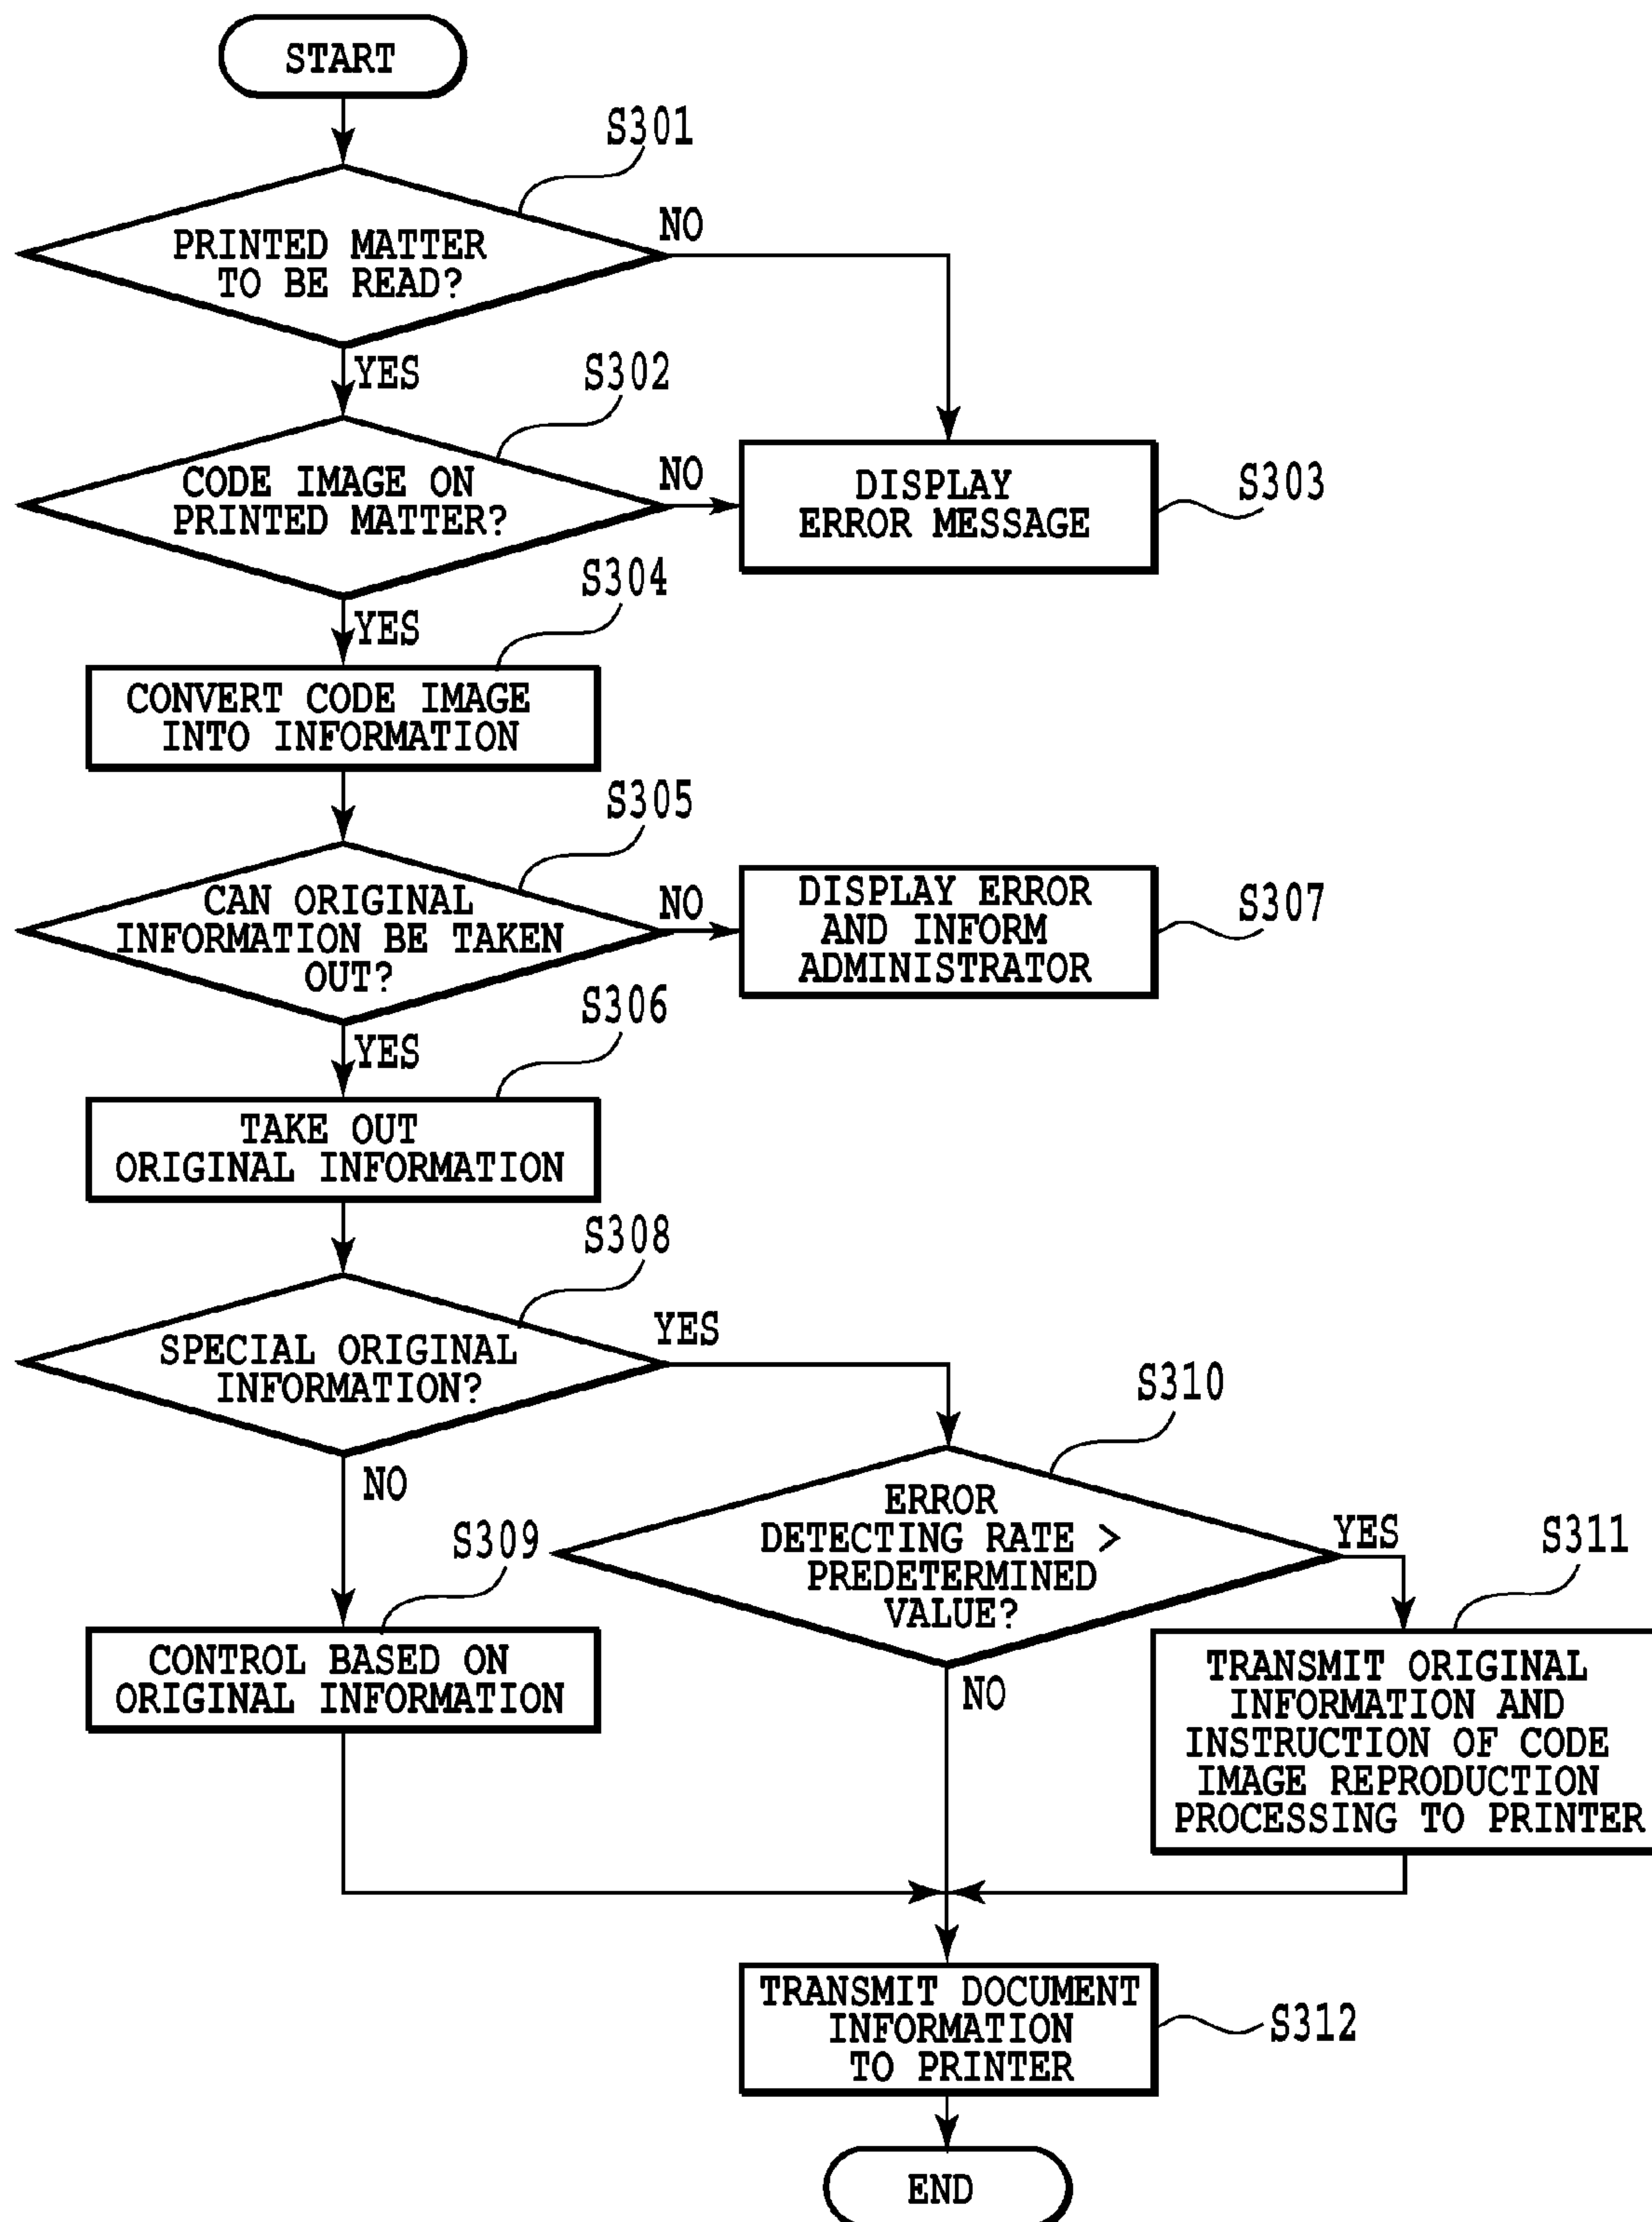 START
S301
PRINTED MATTER
TO BE READ?
NO
YES
S302
CODE IMAGE ON
PRINTED MATTER?
NO
DISPLAY
ERROR MESSAGE
S303
YES
S304
CONVERT CODE IMAGE
INTO INFORMATION
S305
CAN ORIGINAL
INFORMATION BE TAKEN
OUT?
NO
DISPLAY ERROR
AND INFORM
ADMINISTRATOR
S307
YES
S306
TAKE OUT
ORIGINAL INFORMATION
S308
SPECIAL ORIGINAL
INFORMATION?
YES
NO
S310
ERROR
DETECTING RATE >
PREDETERMINED
VALUE?
YES
NO
S309
CONTROL BASED ON
ORIGINAL INFORMATION
S311
TRANSMIT ORIGINAL
INFORMATION AND
INSTRUCTION OF CODE
IMAGE REPRODUCTION
PROCESSING TO PRINTER
TRANSMIT DOCUMENT
INFORMATION
TO PRINTER
S312
END